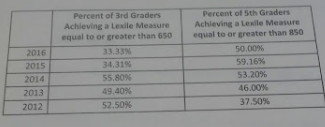 Percent of 3rd Graders Percent of 5th Graders
Achieving a Lexile Measure Achieving a Lexile Measure
equal to or greater than 650 equal to or greater than 850
2016 33.33% 50.00%
2015 34.31% 59.16%
2014 55.80% 53.20%
2013 49.40% 46.00%
2012 52.50% 37.50%